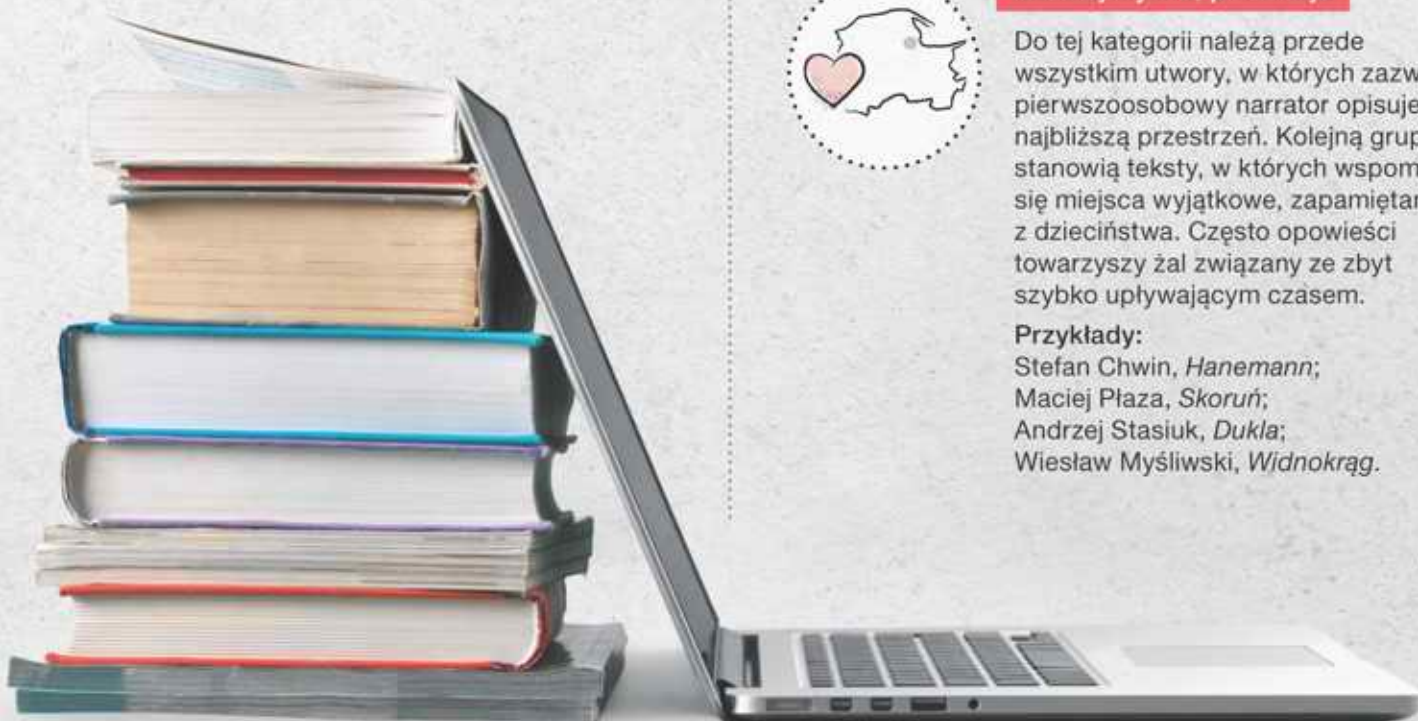 Do tej kategorii należą przede
wszystkim utwory, w których
pierwszoosobowy narrator opisuje
najbliższą przestrzeń. Kolejną
stanowią teksty, w których
się miejsca wyjątkowe,
z dzieciństwa. Często opowieści
towarzyszy żal związany ze zbyt
szybko upływającym czasem.
Przykłady:
Stefan Chwin, Hanemann;
Maciej Płaza, Skoruń;
Andrzej Stasiuk, Dukla;
Wiesław Myśliwski, Widnokrąg.